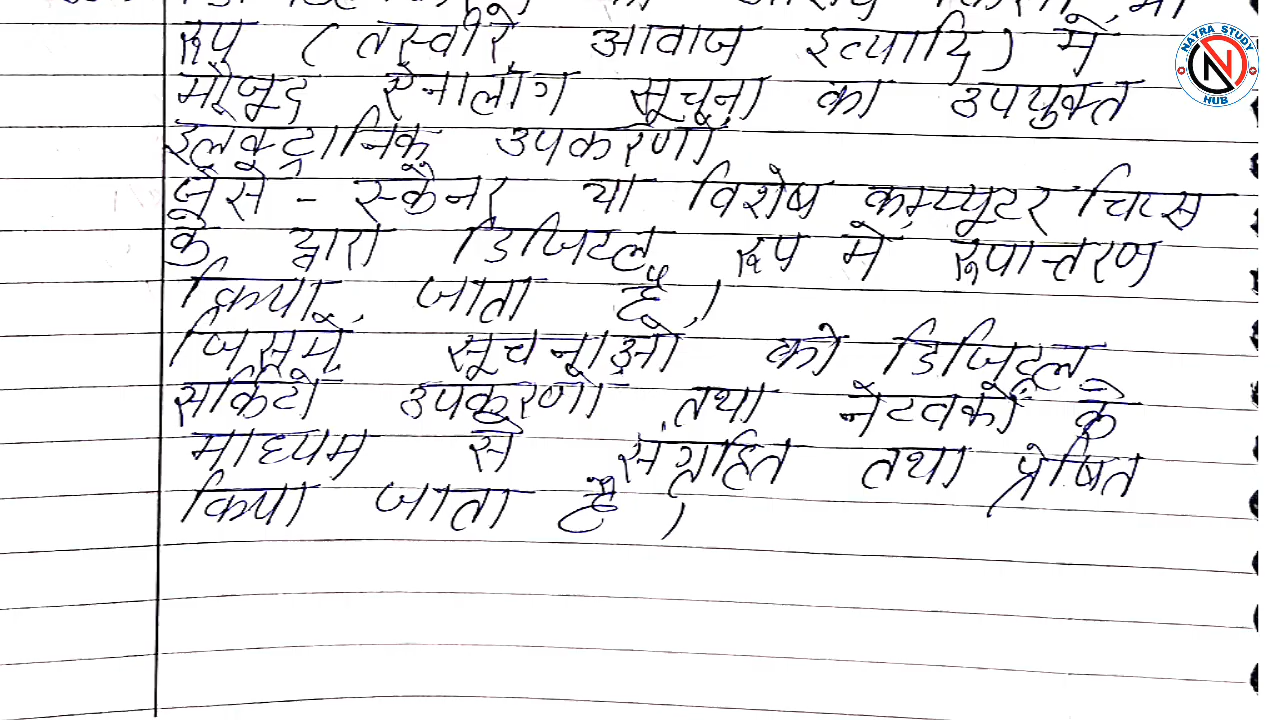 रूप (तस्वीरें आवाज इत्यादि) में
मौजूद ऐनालॉग सूचना का उपयुक्त
इलेक्ट्रानिक उपकरणों
जैसे - स्कैनर या विशेष कम्प्यूटर चिप्स
के द्वारा डिजिटल रूप में रूपान्तरण
किया जाता है।
जिसमें सूचनाओं को डिजिटल
सर्किटों उपकरणों तथा नेटवर्कों के
माध्यम से संग्रहित तथा प्रेषित
किया जाता है।
NAYRA STUDY
N
HUB